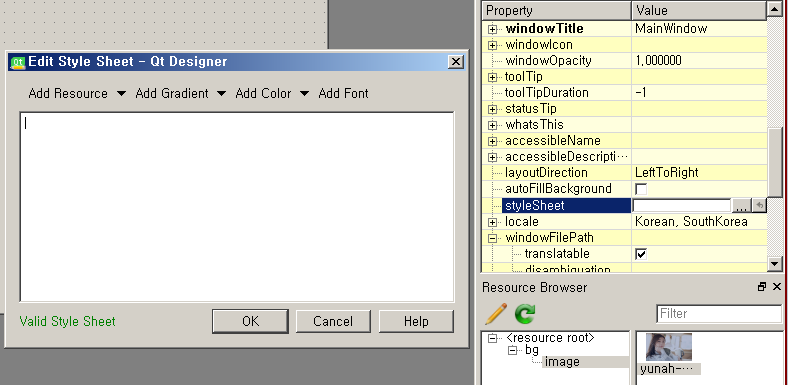 Property Value
windowTitle MainWindow
windowIcon
windowOpacity 1,000000
toolTip
toolTipDuration -1
statusTip
whatsThis
accessibleName
accessibleDescripti···
layoutDirection LeftToRight
autoFillBackground
styleSheet ...
locale Korean, SouthKorea
windowFilePath
translatable
disambiguation
Edit Style Sheet - Qt Designer
Add Resource Add Gradient Add Color Add Font
Valid Style Sheet OK Cancel Help
Resource Browser
Filter
<resource root>
bg
image
yunah-···